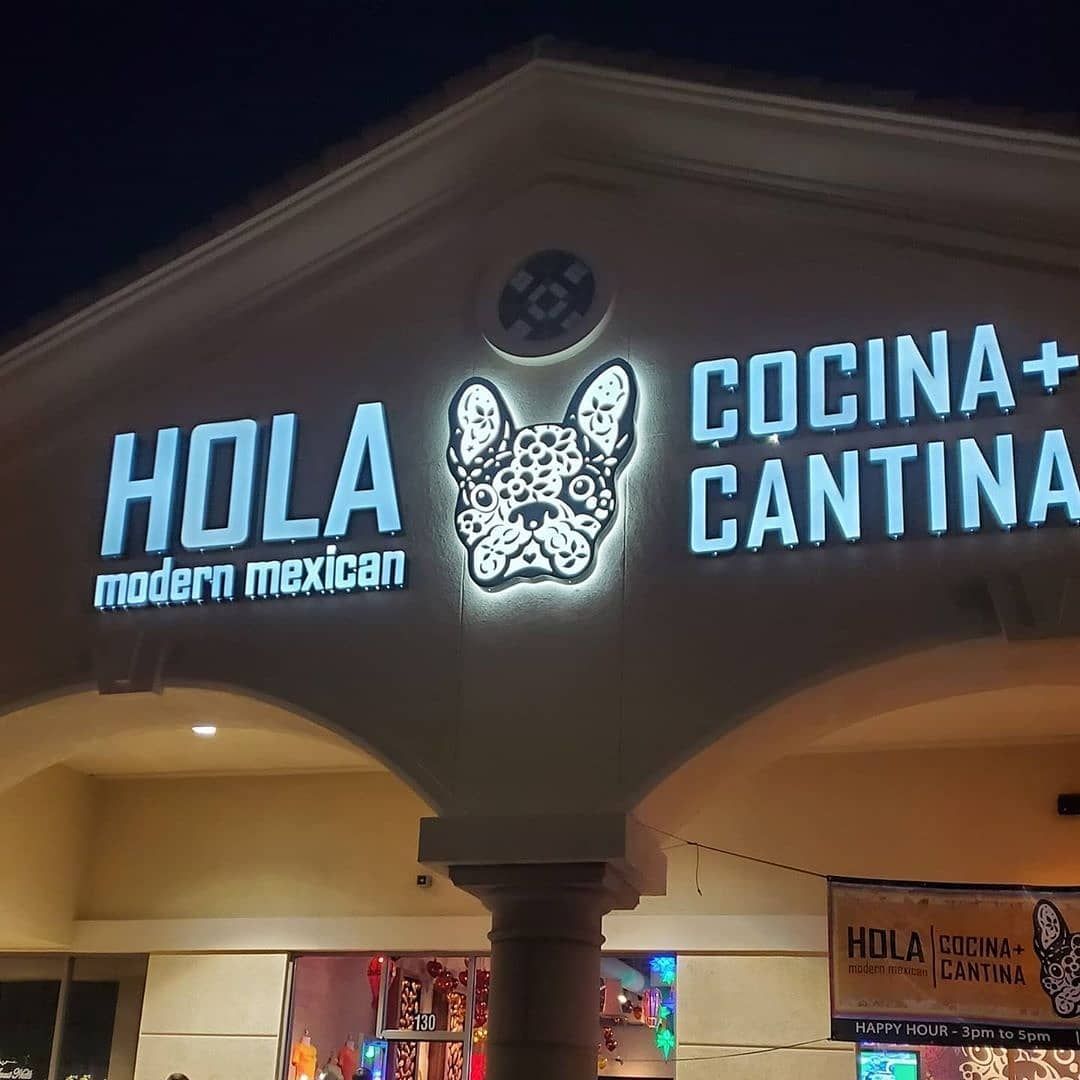 HOLA
modern mexican
COCINA+
CANTINA
130
HOLA
modern mexican
COCINA+
CANTINA
HAPPY HOUR - 3pm to 5pm